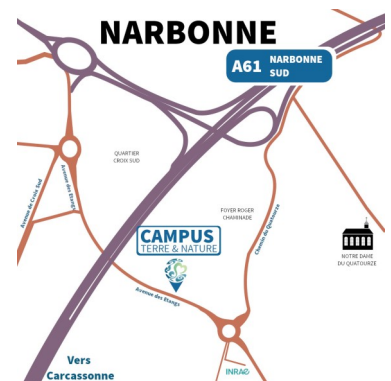 NARBONNE
A61 NARBONNE
SUD
QUARTIER
CROIX SUD
Avenue de Croix Sud
Avenue des Etangs
FOYER ROGER
CHAMINADE
Chemin de Quatourze
CAMPUS
TERRE & NATURE
NOTRE DAME
DU QUATOURZE
Avenue des Etangs
INRAE
Vers
Carcassonne